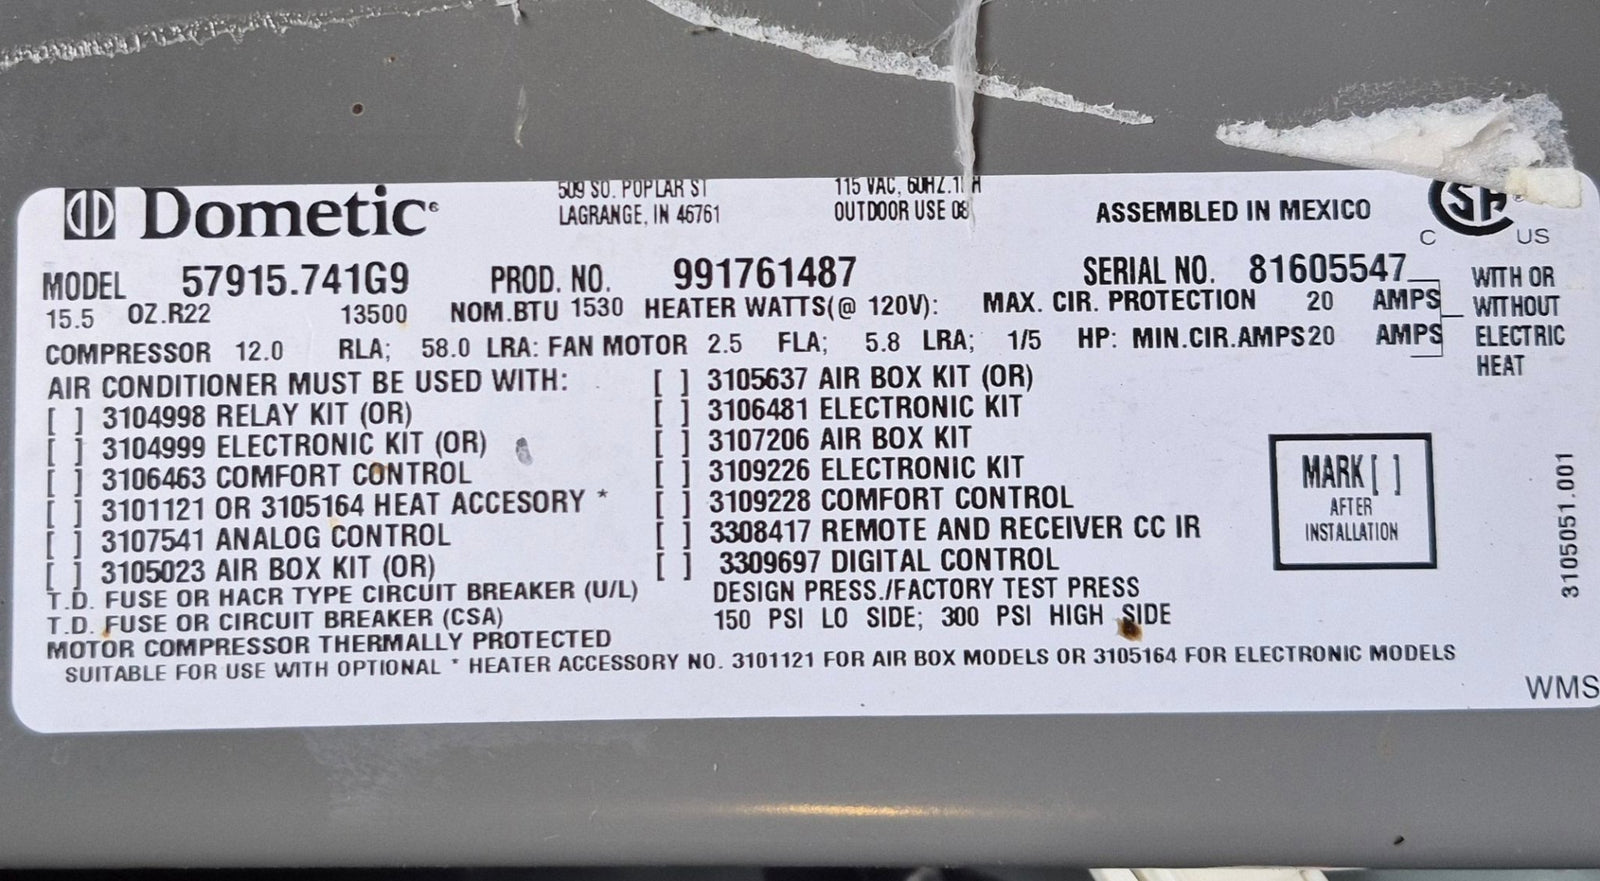 Dometic
509 SO. POPLAR ST
LAGRANGE, IN 46761
115 VAC, 60HZ.
OUTDOOR USE 08
ASSEMBLED IN MEXICO
C US
MODEL 57915.741G9 PROD. NO. 991761487 SERIAL NO. 81605547
15.5 OZ.R22 13500 NOM.BTU 1530 HEATER WATTS(@ 120V): MAX. CIR. PROTECTION 20 AMPS
COMPRESSOR 12.0 RLA; 58.0 LRA: FAN MOTOR 2.5 FLA; 5.8 LRA; 1/5 HP: MIN.CIR.AMPS20 AMPS
WITH OR
WITHOUT
ELECTRIC
HEAT
AIR CONDITIONER MUST BE USED WITH:
[ ] 3104998 RELAY KIT (OR)
[ ] 3104999 ELECTRONIC KIT (OR)
[ ] 3106463 COMFORT CONTROL
[ ] 3101121 OR 3105164 HEAT ACCESORY *
[ ] 3107541 ANALOG CONTROL
[ ] 3105023 AIR BOX KIT (OR)
[ ] 3105637 AIR BOX KIT (OR)
[ ] 3106481 ELECTRONIC KIT
[ ] 3107206 AIR BOX KIT
[ ] 3109226 ELECTRONIC KIT
[ ] 3109228 COMFORT CONTROL
[ ] 3308417 REMOTE AND RECEIVER CC IR
[ ] 3309697 DIGITAL CONTROL
MARK [ ]
AFTER
INSTALLATION
3105051.001
T.D. FUSE OR HACR TYPE CIRCUIT BREAKER (U/L)
T.D. FUSE OR CIRCUIT BREAKER (CSA)
MOTOR COMPRESSOR THERMALLY PROTECTED
DESIGN PRESS./FACTORY TEST PRESS
150 PSI LO SIDE; 300 PSI HIGH SIDE
SUITABLE FOR USE WITH OPTIONAL * HEATER ACCESSORY NO. 3101121 FOR AIR BOX MODELS OR 3105164 FOR ELECTRONIC MODELS
WMS